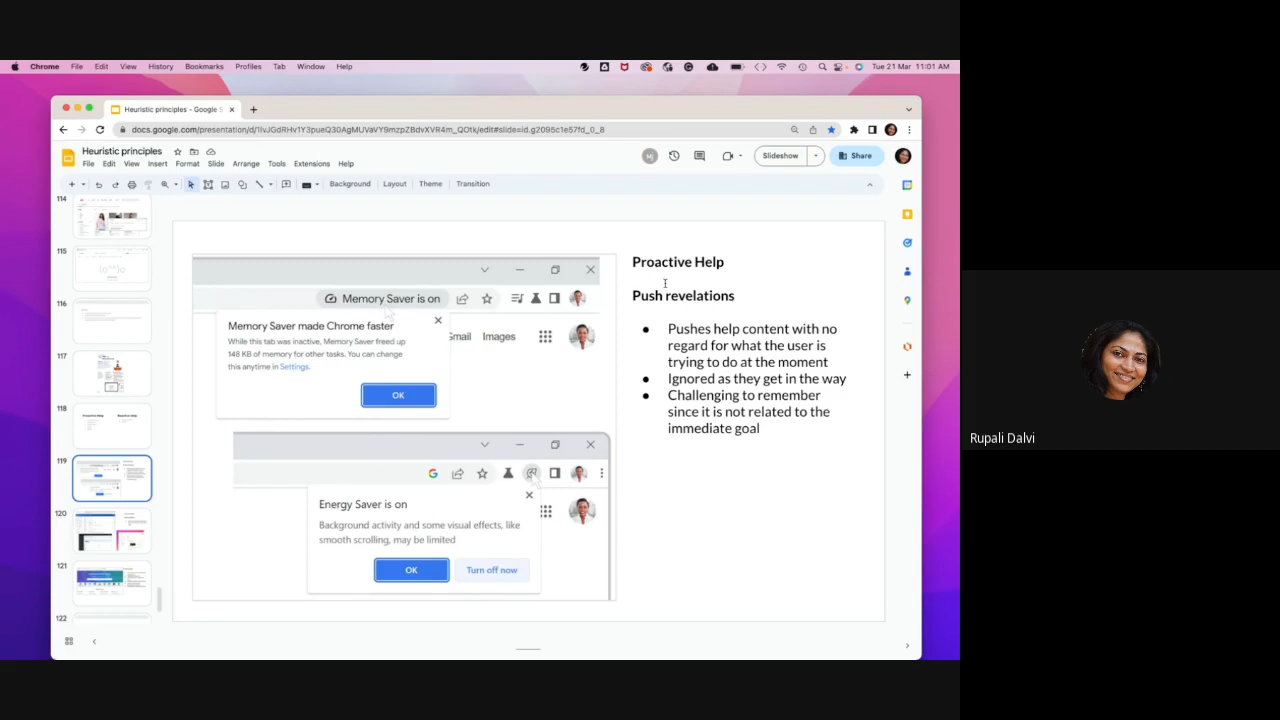 Chrome File Edit View History Bookmarks Profiles Tab Window Help Tue 21 Mar 11:01 AM
Heuristic principles - Google S
Heuristic principles
File Edit View Insert Format Slide Arrange Tools Extensions Help
MJ Slideshow Share
Background Layout Theme Transition
114
115
116
117
118
119
120
121
122
Memory Saver is on
Memory Saver made Chrome faster
While this tab was inactive, Memory Saver freed up
148 KB of memory for other tasks. You can change
this anytime in Settings.
OK
Gmail Images
Energy Saver is on
Background activity and some visual effects, like
smooth scrolling, may be limited
OK Turn off now
Proactive Help
Push revelations
● Pushes help content with no
regard for what the user is
trying to do at the moment
● Ignored as they get in the way
● Challenging to remember
since it is not related to the
immediate goal
Rupali Dalvi